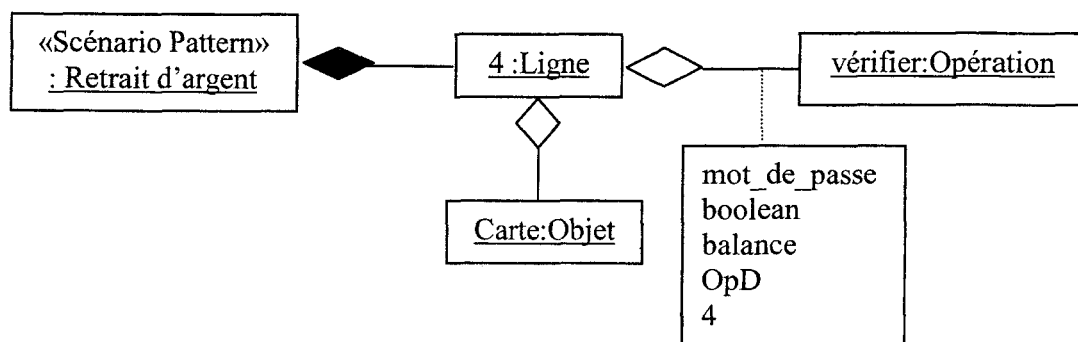 «Scénario Pattern»
: Retrait d'argent
4 :Ligne
vérifier:Opération
Carte:Objet
mot_de_passe
boolean
balance
OpD
4